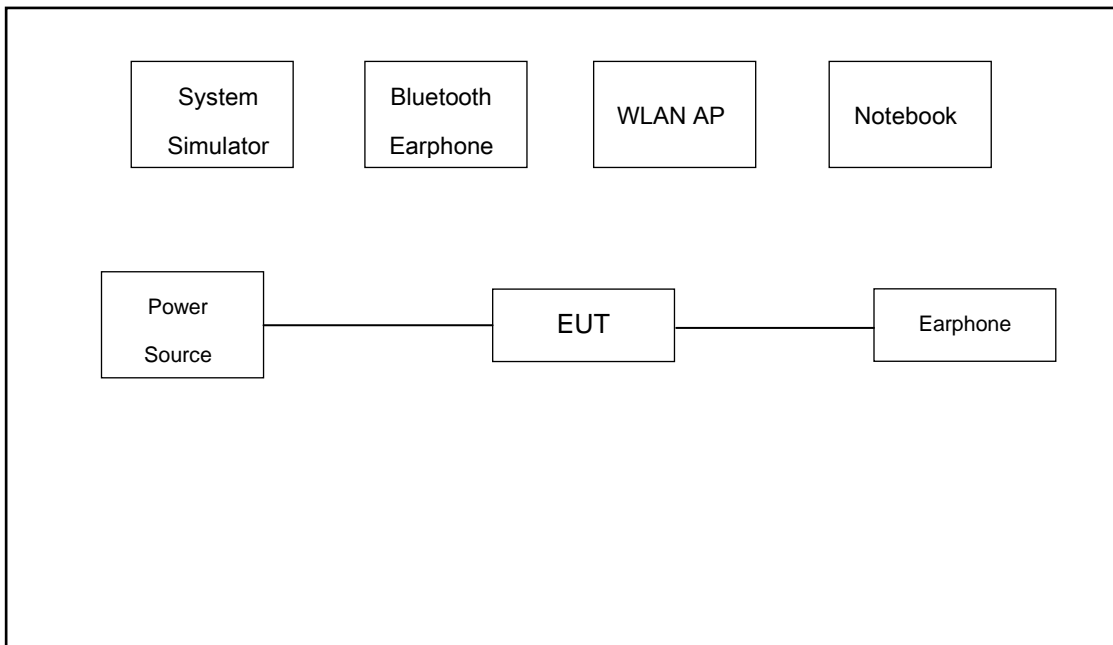 System
Simulator
Bluetooth
Earphone
WLAN AP
Notebook
Power
Source
EUT
Earphone